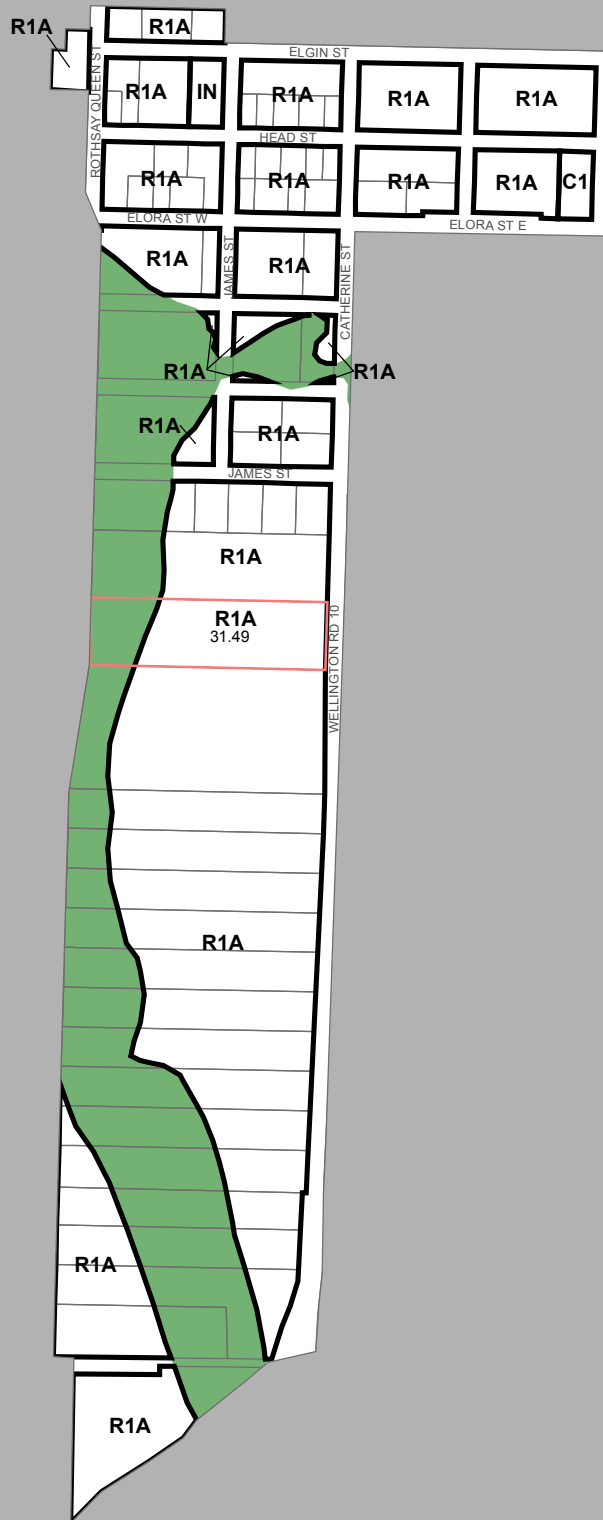 R1A
R1A
ELGIN ST
ROTHSAY QUEEN ST
R1A
IN
R1A
R1A
R1A
HEAD ST
R1A
R1A
R1A
R1A
C1
ELORA ST W
ELORA ST E
R1A
JAMES ST
R1A
CATHERINE ST
R1A
R1A
R1A
R1A
JAMES ST
R1A
R1A
31.49
WELLINGTON RD 10
R1A
R1A
R1A